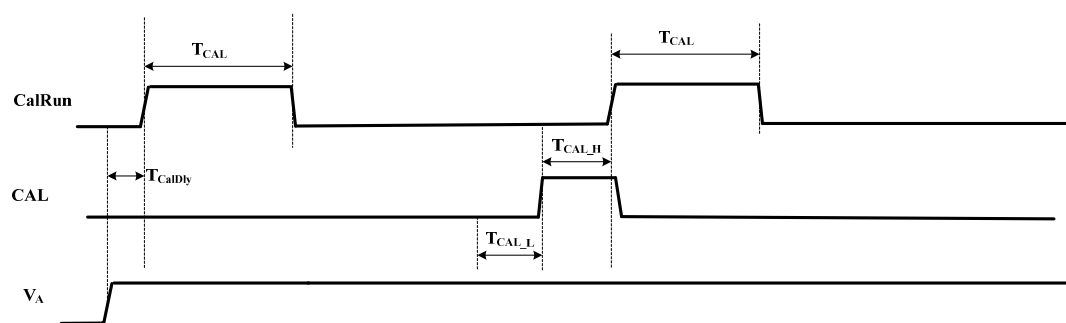 T_CAL
T_CAL
CalRun
T_CAL_H
T_CalDly
CAL
T_CAL_L
V_A